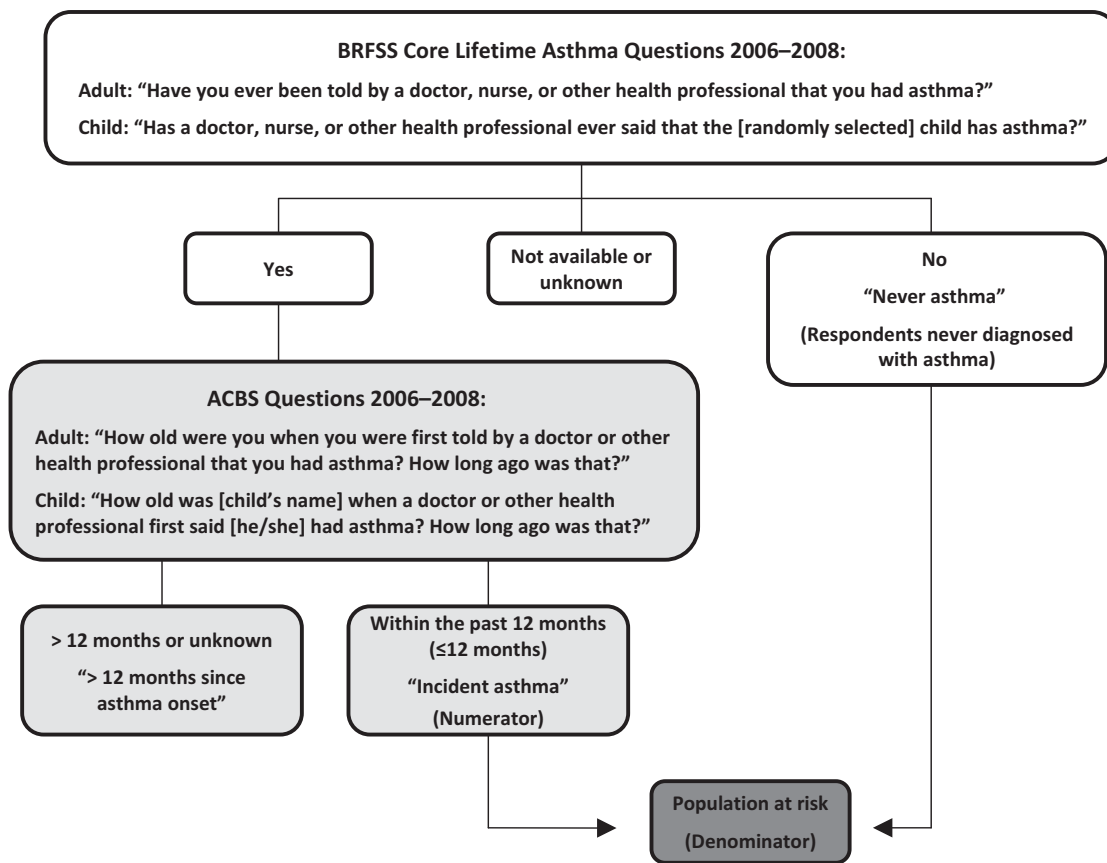 BRFSS Core Lifetime Asthma Questions 2006–2008:
Adult: “Have you ever been told by a doctor, nurse, or other health professional that you had asthma?”
Child: “Has a doctor, nurse, or other health professional ever said that the [randomly selected] child has asthma?”
Yes
Not available or
unknown
No
“Never asthma”
(Respondents never diagnosed
with asthma)
ACBS Questions 2006–2008:
Adult: “How old were you when you were first told by a doctor or other
health professional that you had asthma? How long ago was that?”
Child: “How old was [child’s name] when a doctor or other health
professional first said [he/she] had asthma? How long ago was that?”
> 12 months or unknown
“> 12 months since
asthma onset”
Within the past 12 months
(≤12 months)
“Incident asthma”
(Numerator)
Population at risk
(Denominator)